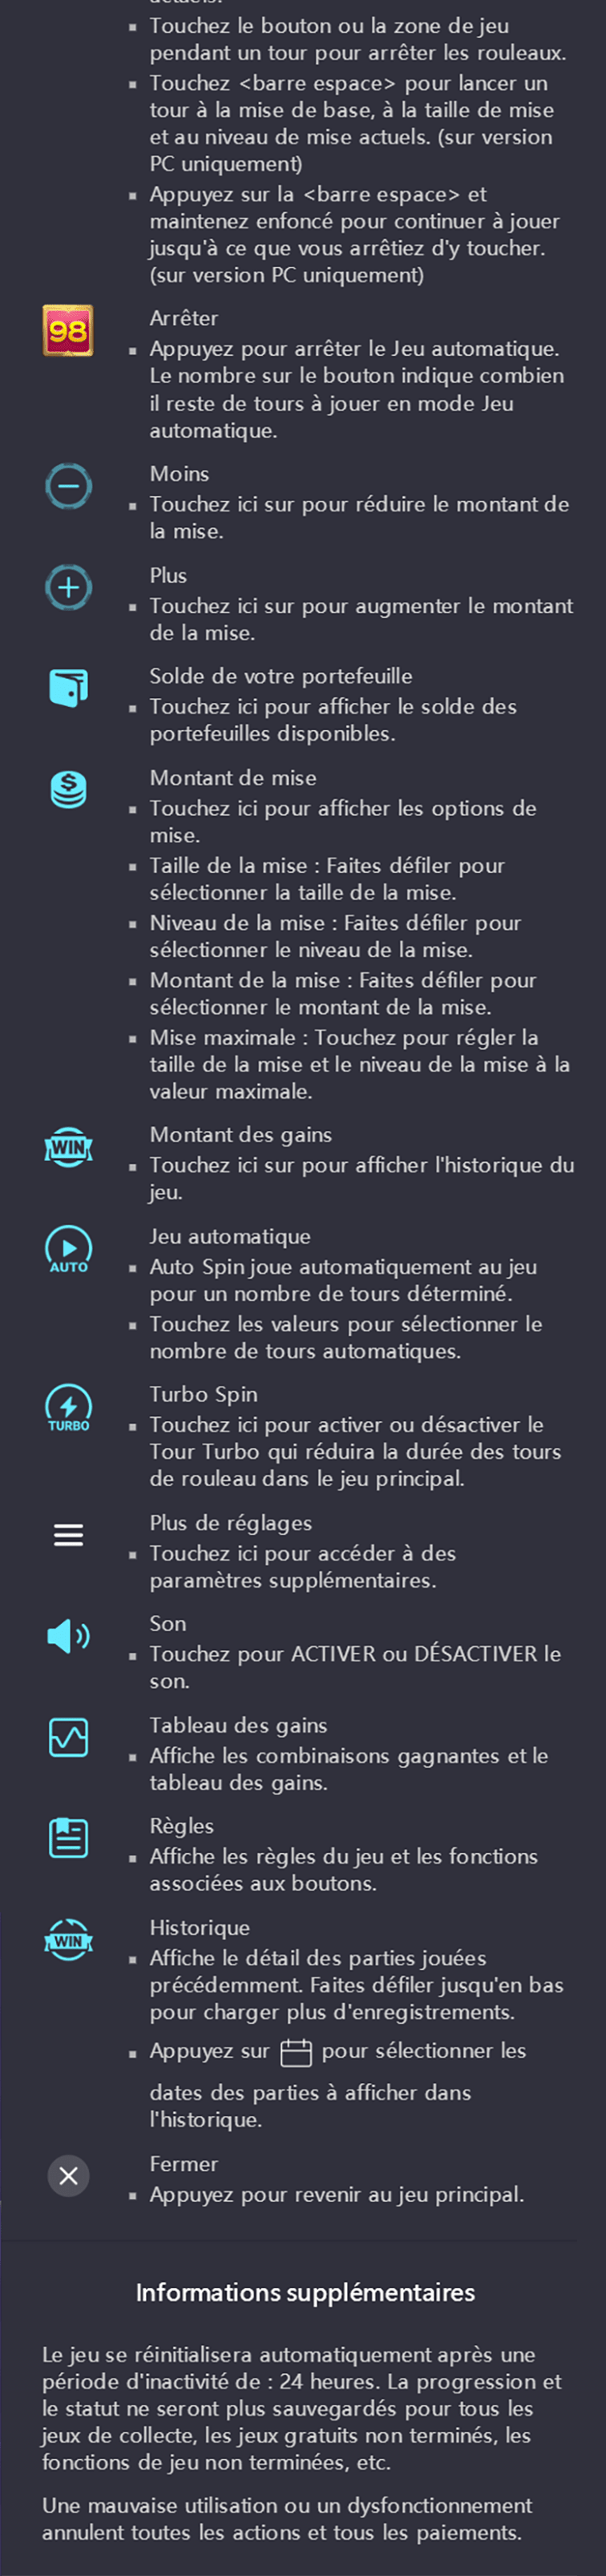 Touchez le bouton ou la zone de jeu
pendant un tour pour arrêter les rouleaux.
Touchez <barre espace> pour lancer un
tour à la mise de base, à la taille de mise
et au niveau de mise actuels. (sur version
PC uniquement)
Appuyez sur la <barre espace> et
maintenez enfoncé pour continuer à jouer
jusqu'à ce que vous arrêtiez d'y toucher.
(sur version PC uniquement)
98
Arrêter
Appuyez pour arrêter le Jeu automatique.
Le nombre sur le bouton indique combien
il reste de tours à jouer en mode Jeu
automatique.
Moins
Touchez ici sur pour réduire le montant de
la mise.
Plus
Touchez ici sur pour augmenter le montant
de la mise.
Solde de votre portefeuille
Touchez ici pour afficher le solde des
portefeuilles disponibles.
Montant de mise
Touchez ici pour afficher les options de
mise.
Taille de la mise : Faites défiler pour
sélectionner la taille de la mise.
Niveau de la mise : Faites défiler pour
sélectionner le niveau de la mise.
Montant de la mise : Faites défiler pour
sélectionner le montant de la mise.
Mise maximale : Touchez pour régler la
taille de la mise et le niveau de la mise à la
valeur maximale.
WIN
Montant des gains
Touchez ici sur pour afficher l'historique du
jeu.
AUTO
Jeu automatique
Auto Spin joue automatiquement au jeu
pour un nombre de tours déterminé.
Touchez les valeurs pour sélectionner le
nombre de tours automatiques.
TURBO
Turbo Spin
Touchez ici pour activer ou désactiver le
Tour Turbo qui réduira la durée des tours
de rouleau dans le jeu principal.
Plus de réglages
Touchez ici pour accéder à des
paramètres supplémentaires.
Son
Touchez pour ACTIVER ou DÉSACTIVER le
son.
Tableau des gains
Affiche les combinaisons gagnantes et le
tableau des gains.
Règles
Affiche les règles du jeu et les fonctions
associées aux boutons.
WIN
Historique
Affiche le détail des parties jouées
précédemment. Faites défiler jusqu'en bas
pour charger plus d'enregistrements.
Appuyez sur pour sélectionner les
dates des parties à afficher dans
l'historique.
Fermer
Appuyez pour revenir au jeu principal.
Informations supplémentaires
Le jeu se réinitialisera automatiquement après une
période d'inactivité de : 24 heures. La progression et
le statut ne seront plus sauvegardés pour tous les
jeux de collecte, les jeux gratuits non terminés, les
fonctions de jeu non terminées, etc.
Une mauvaise utilisation ou un dysfonctionnement
annulent toutes les actions et tous les paiements.